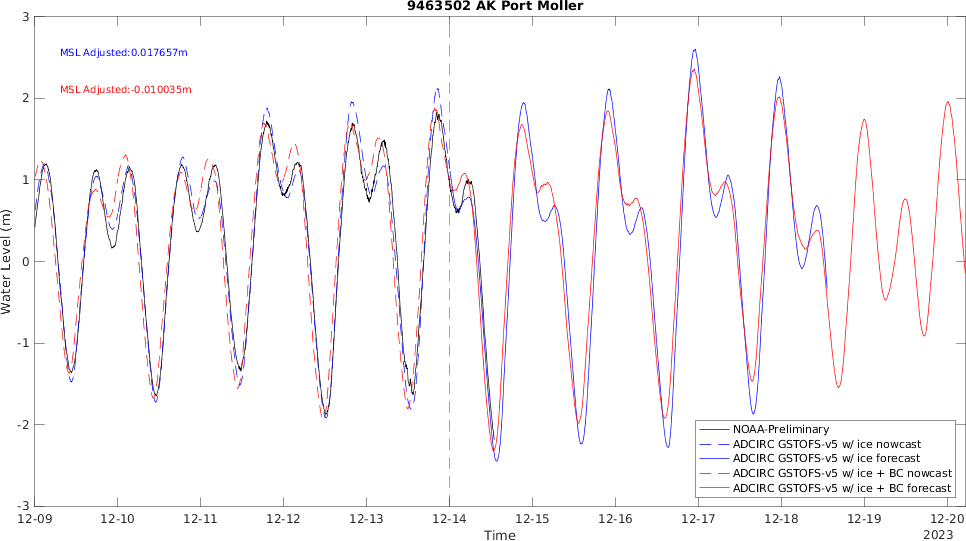 9463502 AK Port Moller
MSL Adjusted:0.017657m
MSL Adjusted:-0.010035m
Water Level (m)
3
2
1
0
-1
-2
-3
NOAA-Preliminary
ADCIRC GSTOFS-v5 w/ ice nowcast
ADCIRC GSTOFS-v5 w/ ice forecast
ADCIRC GSTOFS-v5 w/ ice + BC nowcast
ADCIRC GSTOFS-v5 w/ ice + BC forecast
12-09 12-10 12-11 12-12 12-13 12-14 12-15 12-16 12-17 12-18 12-19 12-20
Time
2023